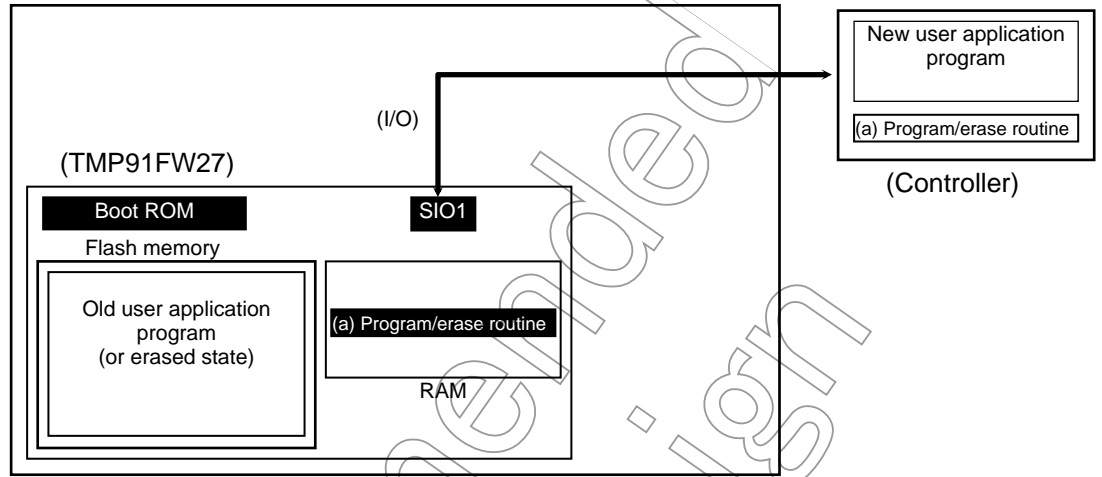 New user application
program
(I/O)
(a) Program/erase routine
(TMP91FW27)
(Controller)
Boot ROM
SIO1
Flash memory
Old user application
program
(or erased state)
(a) Program/erase routine
RAM